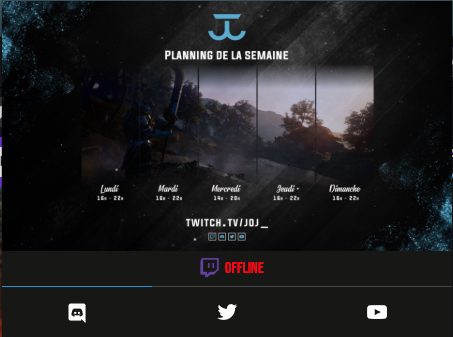 PLANNING DE LA SEMAINE
Lundi Mardi Mercredi Jeudi Dimanche
16h - 22h 16h - 22h 14h - 20h 16h - 22h 16h - 22h
TWITCH.TV/JOJ_
OFFLINE